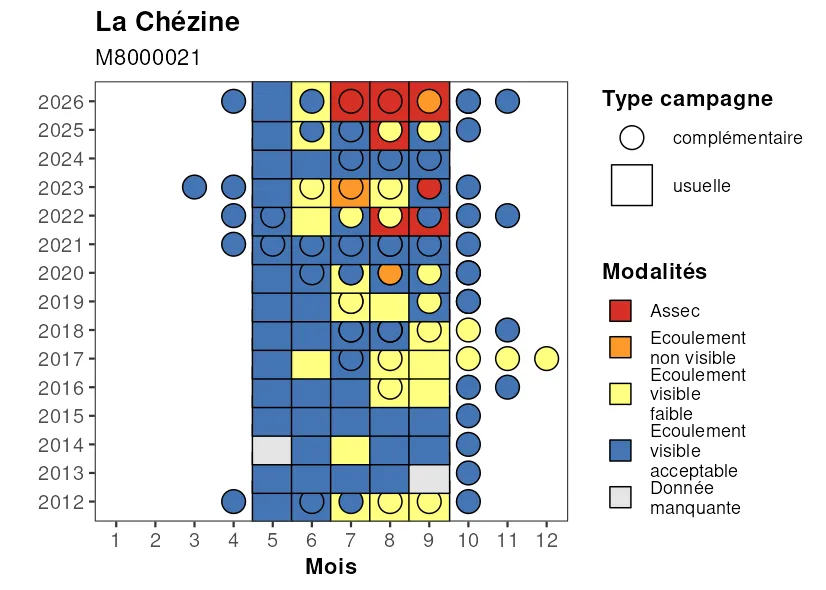 La Chézine
M8000021
2026
2025
2024
2023
2022
2021
2020
2019
2018
2017
2016
2015
2014
2013
2012
1 2 3 4 5 6 7 8 9 10 11 12
Mois
Type campagne
complémentaire
usuelle
Modalités
Assec
Ecoulement
non visible
Ecoulement
visible
faible
Ecoulement
visible
acceptable
Donnée
manquante